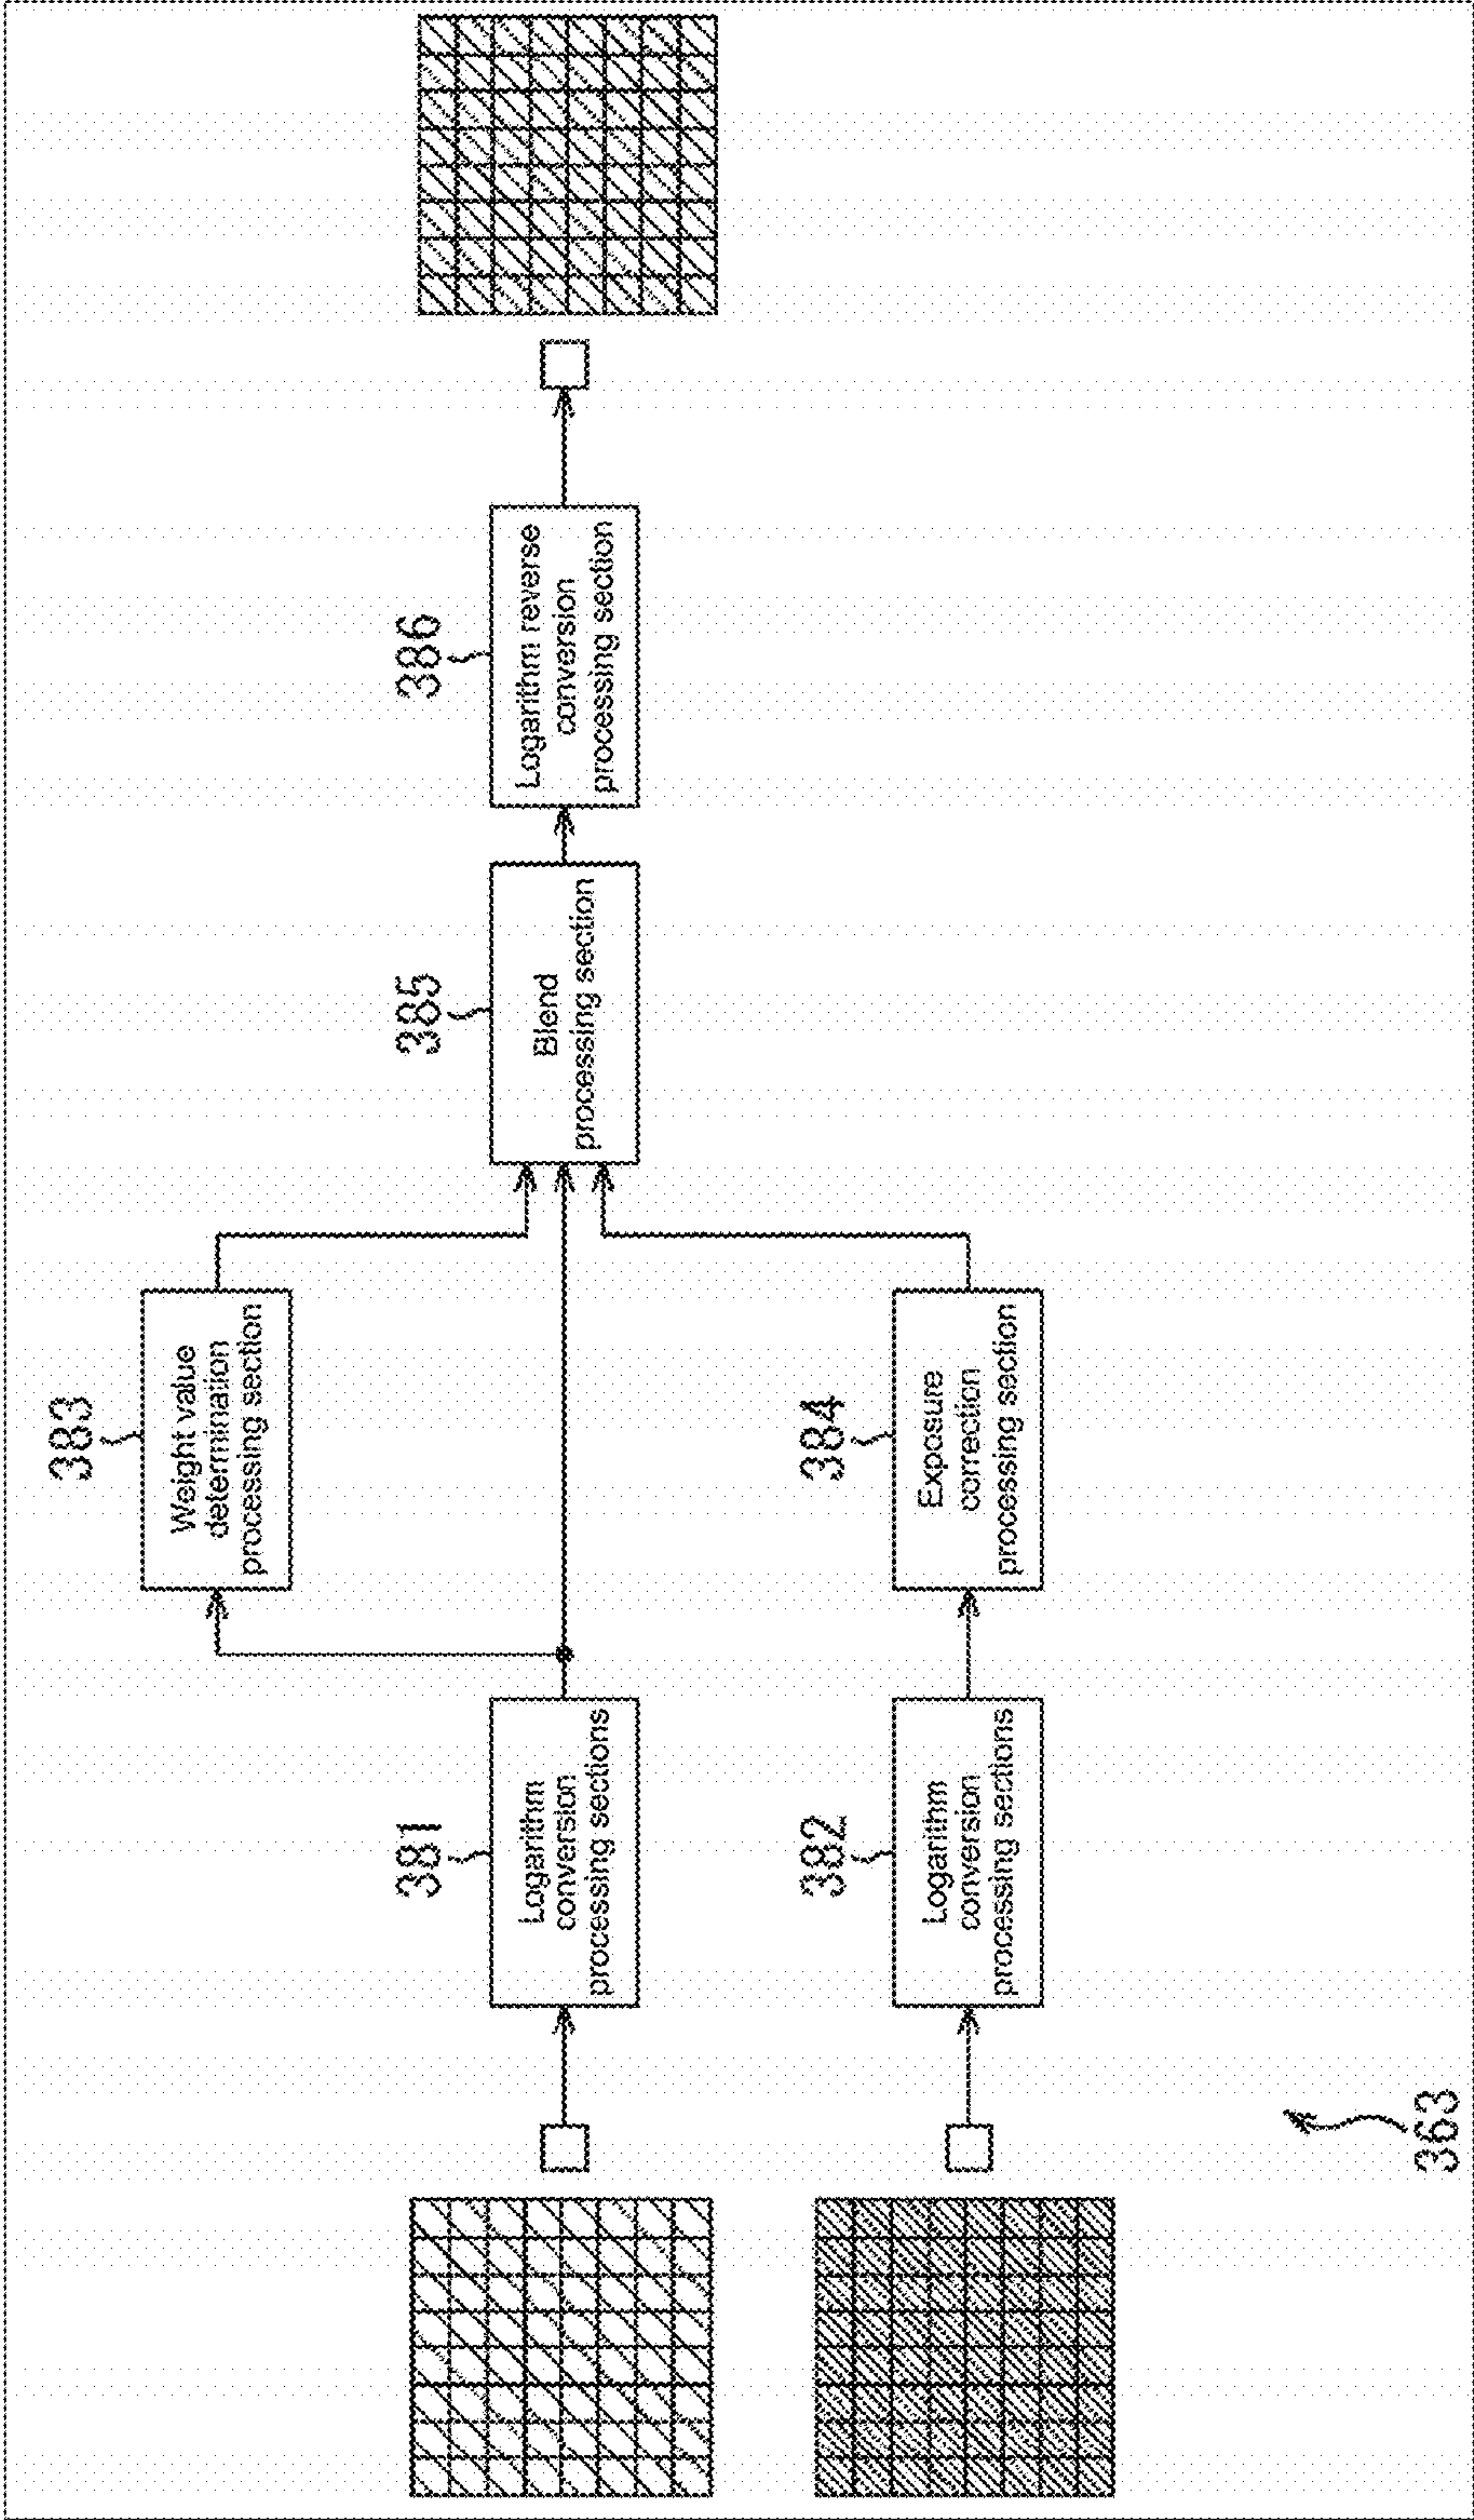 383
Weight value
determination
processing section
381
Logarithm
conversion
processing sections
385
Blend
processing section
386
Logarithm reverse
conversion
processing section
382
Logarithm
conversion
processing sections
384
Exposure
correction
processing section
363